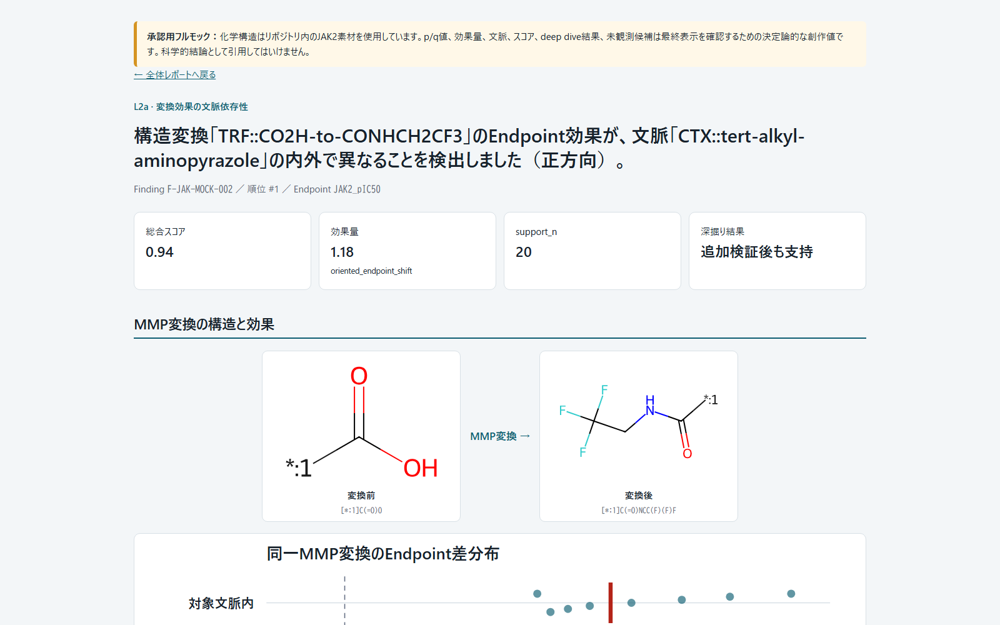 承認用フルモック： 化学構造はリポジトリ内のJAK2素材を使用しています。p/q値、効果量、文脈、スコア、deep dive結果、未観測候補は最終表示を確認するための決定論的な創作値で
す。科学的結論として引用してはいけません。
← 全体レポートへ戻る
L2a · 変換効果の文脈依存性
構造変換「TRF::CO2H-to-CONHCH2CF3」のEndpoint効果が、文脈「CTX::tert-alkyl-
aminopyrazole」の内外で異なることを検出しました（正方向）。
Finding F-JAK-MOCK-002 ／ 順位 #1 ／ Endpoint JAK2_pIC50
総合スコア
0.94
効果量
1.18
oriented_endpoint_shift
support_n
20
深掘り結果
追加検証後も支持
MMP変換の構造と効果
O
*:1
OH
変換前
[*:1]C(=O)O
MMP変換 →
F
F
F
H
N
*:1
O
変換後
[*:1]C(=O)NCC(F)(F)F
同一MMP変換のEndpoint差分布
対象文脈内